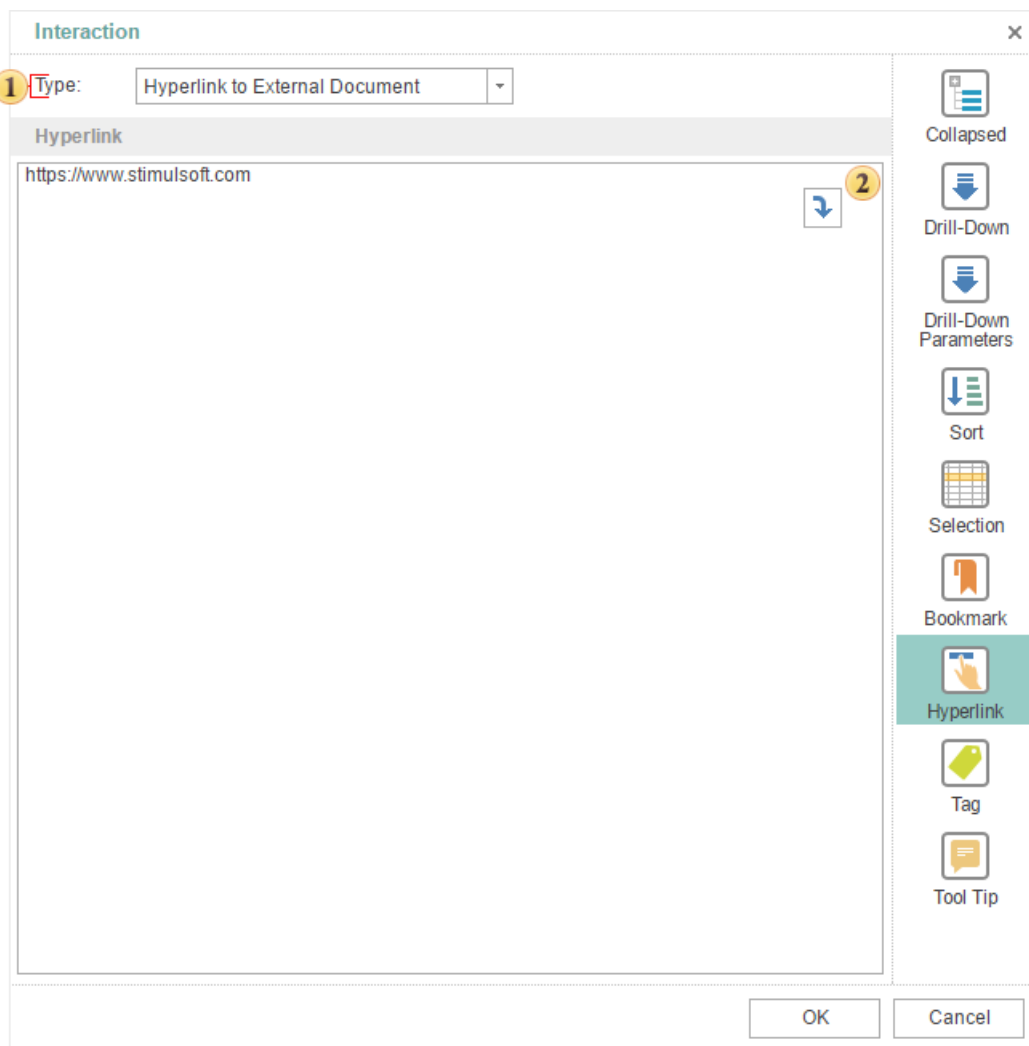 Interaction
1 Type: Hyperlink to External Document
Hyperlink
https://www.stimulsoft.com
2
Collapsed
Drill-Down
Drill-Down
Parameters
Sort
Selection
Bookmark
Hyperlink
Tag
Tool Tip
OK Cancel